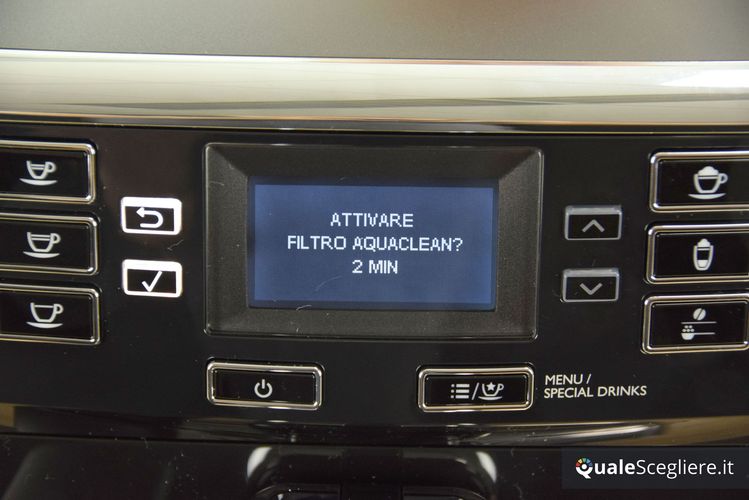 ATTIVARE
FILTRO AQUACLEAN?
2 MIN
MENU /
SPECIAL DRINKS
QualeScegliere.it